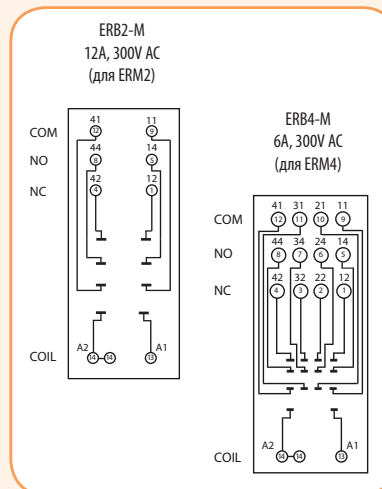 ERB2-M
12A, 300V AC
(для ERM2)
41 11
COM 12 9
44 14
NO 8 5
42 12
NC 4 1
A2 A1
COIL 14 14 13
ERB4-M
6A, 300V AC
(для ERM4)
41 31 21 11
COM 12 11 10 9
44 34 24 14
NO 8 7 6 5
42 32 22 12
NC 4 3 2 1
A2 A1
COIL 14 14 13